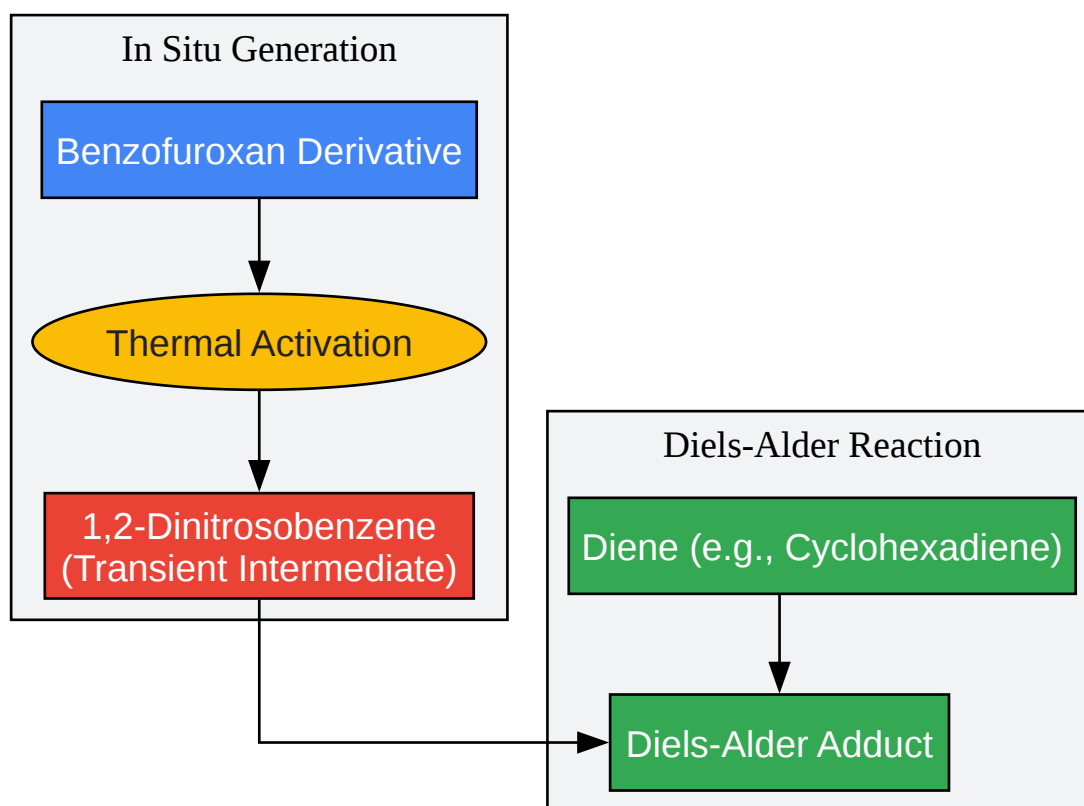 In Situ Generation
Benzofuroxan Derivative
Thermal Activation
1,2-Dinitrosobenzene
(Transient Intermediate)
Diels-Alder Reaction
Diene (e.g., Cyclohexadiene)
Diels-Alder Adduct